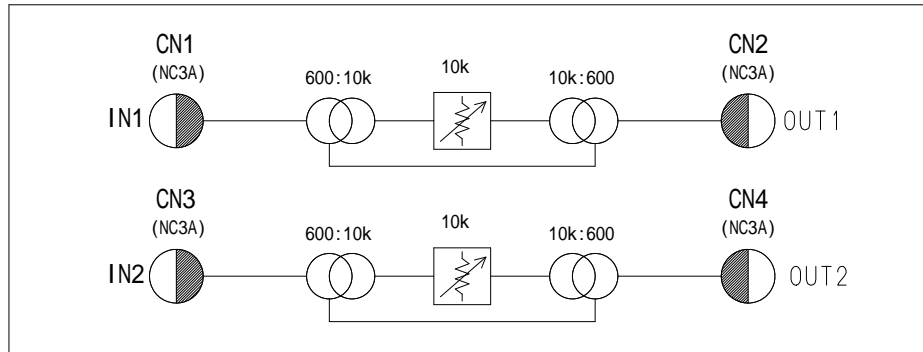 CN1
(NC3A)
CN2
(NC3A)
600:10k
10k
10k:600
IN1
OUT1
CN3
(NC3A)
CN4
(NC3A)
600:10k
10k
10k:600
IN2
OUT2